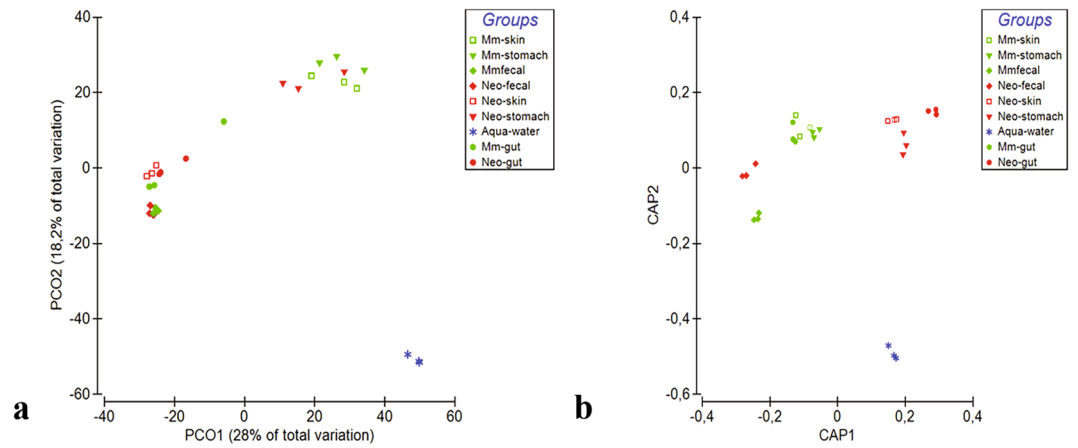 40
20
0
-20
-40
-60
-40
-20
0
20
40
60
PCO2 (18,2% of total variation)
PCO1 (28% of total variation)
Groups
Mm-skin
Mm-stomach
Mmfecal
Neo-fecal
Neo-skin
Neo-stomach
Aqua-water
Mm-gut
Neo-gut
a
0,4
0,2
0
-0,2
-0,4
-0,6
-0,4
-0,2
0
0,2
0,4
CAP2
CAP1
Groups
Mm-skin
Mm-stomach
Mmfecal
Neo-fecal
Neo-skin
Neo-stomach
Aqua-water
Mm-gut
Neo-gut
b